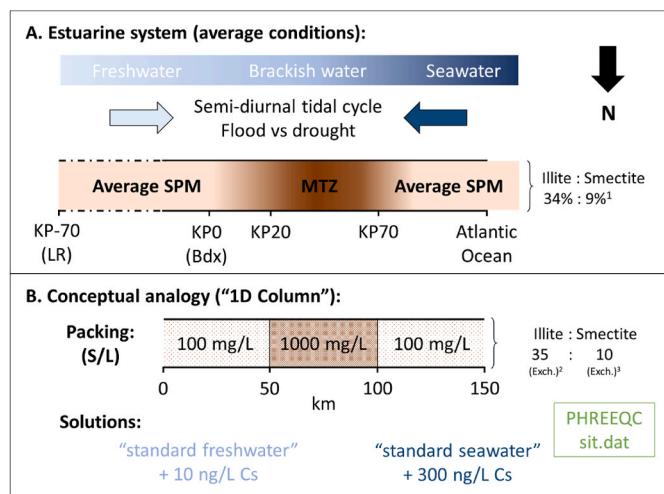 A. Estuarine system (average conditions):
Freshwater Brackish water Seawater
Semi-diurnal tidal cycle
Flood vs drought
N
Average SPM MTZ Average SPM
Illite : Smectite
34% : 9%¹
KP-70 KP0 KP20 KP70 Atlantic
(LR) (Bdx) Ocean
B. Conceptual analogy ("1D Column"):
Packing:
(S/L)
100 mg/L 1000 mg/L 100 mg/L
Illite : Smectite
35 : 10
(Exch.)² (Exch.)³
0 50 100 150
km
Solutions:
"standard freshwater" "standard seawater"
+ 10 ng/L Cs + 300 ng/L Cs
PHREEQC
sit.dat